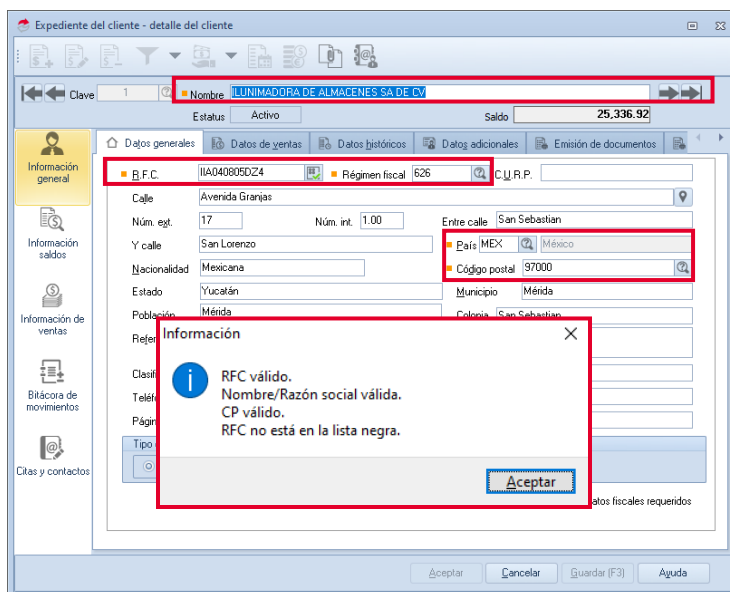 Expediente del cliente - detalle del cliente
Clave 1 Nombre ILUNIMADORA DE ALMACENES SA DE CV
Estatus Activo Saldo 25,336.92
Información general
Información saldos
Información de ventas
Bitácora de movimientos
Citas y contactos
Datos generales Datos de ventas Datos históricos Datos adicionales Emisión de documentos
R.F.C. IIA040805DZ4 Régimen fiscal 626 C.U.R.P.
Calle Avenida Granjas
Núm. ext. 17 Núm. int. 1.00 Entre calle San Sebastian
Y calle San Lorenzo País MEX México
Nacionalidad Mexicana Código postal 97000
Estado Yucatán Municipio Mérida
Población Mérida Colonia San Sebastian
Refer
Clasif
Teléf
Págin
Tipo
Información
RFC válido.
Nombre/Razón social válida.
CP válido.
RFC no está en la lista negra.
Aceptar
atos fiscales requeridos
Aceptar Cancelar Guardar (F3) Ayuda